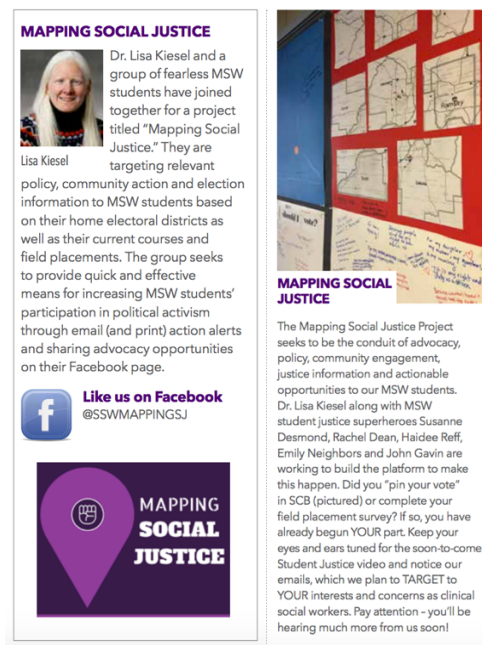 MAPPING SOCIAL JUSTICE
Dr. Lisa Kiesel and a
group of fearless MSW
students have joined
together for a project
titled “Mapping Social
Justice.” They are
targeting relevant
Lisa Kiesel
policy, community action and election
information to MSW students based
on their home electoral districts as
well as their current courses and
field placements. The group seeks
to provide quick and effective
means for increasing MSW students’
participation in political activism
through email (and print) action alerts
and sharing advocacy opportunities
on their Facebook page.
f
Like us on Facebook
@SSWMAPPINGSJ
MAPPING
SOCIAL
JUSTICE
Ramsey
should I vote?
MAPPING SOCIAL
JUSTICE
The Mapping Social Justice Project
seeks to be the conduit of advocacy,
policy, community engagement,
justice information and actionable
opportunities to our MSW students.
Dr. Lisa Kiesel along with MSW
student justice superheroes Susanne
Desmond, Rachel Dean, Haidee Reff,
Emily Neighbors and John Gavin are
working to build the platform to make
this happen. Did you “pin your vote”
in SCB (pictured) or complete your
field placement survey? If so, you have
already begun YOUR part. Keep your
eyes and ears tuned for the soon-to-come
Student Justice video and notice our
emails, which we plan to TARGET to
YOUR interests and concerns as clinical
social workers. Pay attention – you’ll be
hearing much more from us soon!